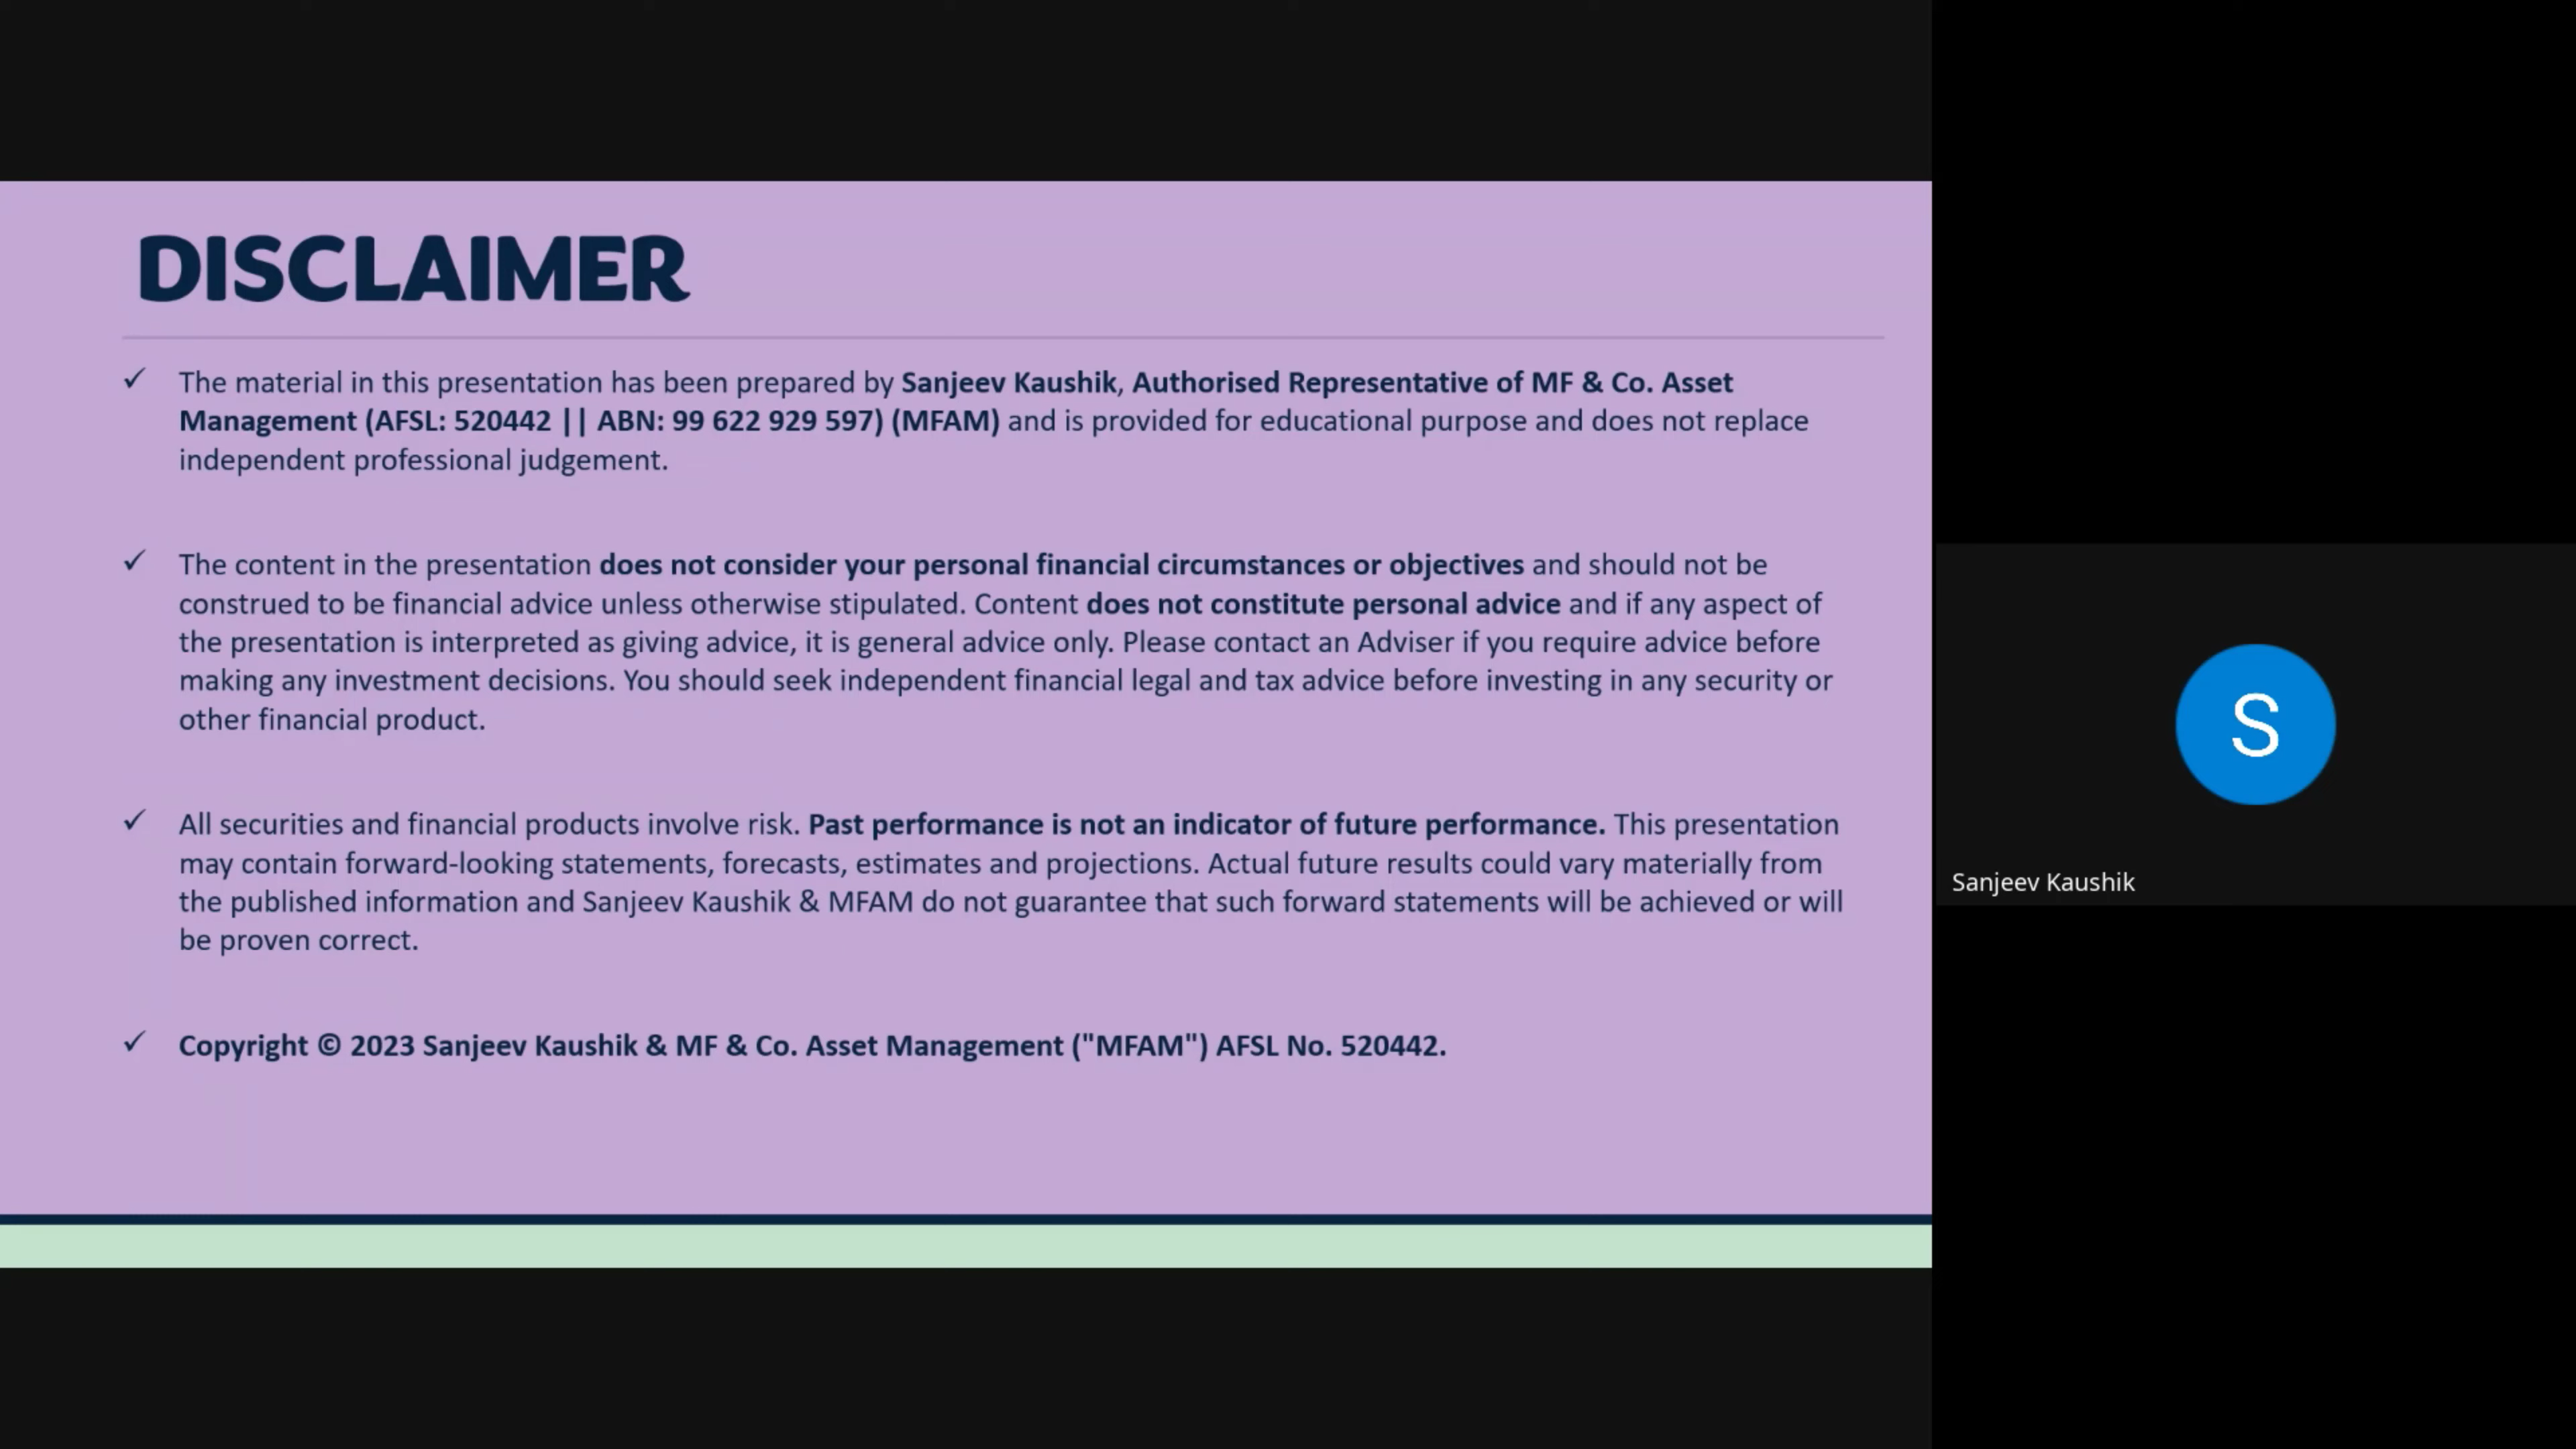 DISCLAIMER
✓ The material in this presentation has been prepared by Sanjeev Kaushik, Authorised Representative of MF & Co. Asset
Management (AFSL: 520442 || ABN: 99 622 929 597) (MFAM) and is provided for educational purpose and does not replace
independent professional judgement.
✓ The content in the presentation does not consider your personal financial circumstances or objectives and should not be
construed to be financial advice unless otherwise stipulated. Content does not constitute personal advice and if any aspect of
the presentation is interpreted as giving advice, it is general advice only. Please contact an Adviser if you require advice before
making any investment decisions. You should seek independent financial legal and tax advice before investing in any security or
other financial product.
✓ All securities and financial products involve risk. Past performance is not an indicator of future performance. This presentation
may contain forward-looking statements, forecasts, estimates and projections. Actual future results could vary materially from
the published information and Sanjeev Kaushik & MFAM do not guarantee that such forward statements will be achieved or will
be proven correct.
✓ Copyright © 2023 Sanjeev Kaushik & MF & Co. Asset Management ("MFAM") AFSL No. 520442.
S
Sanjeev Kaushik